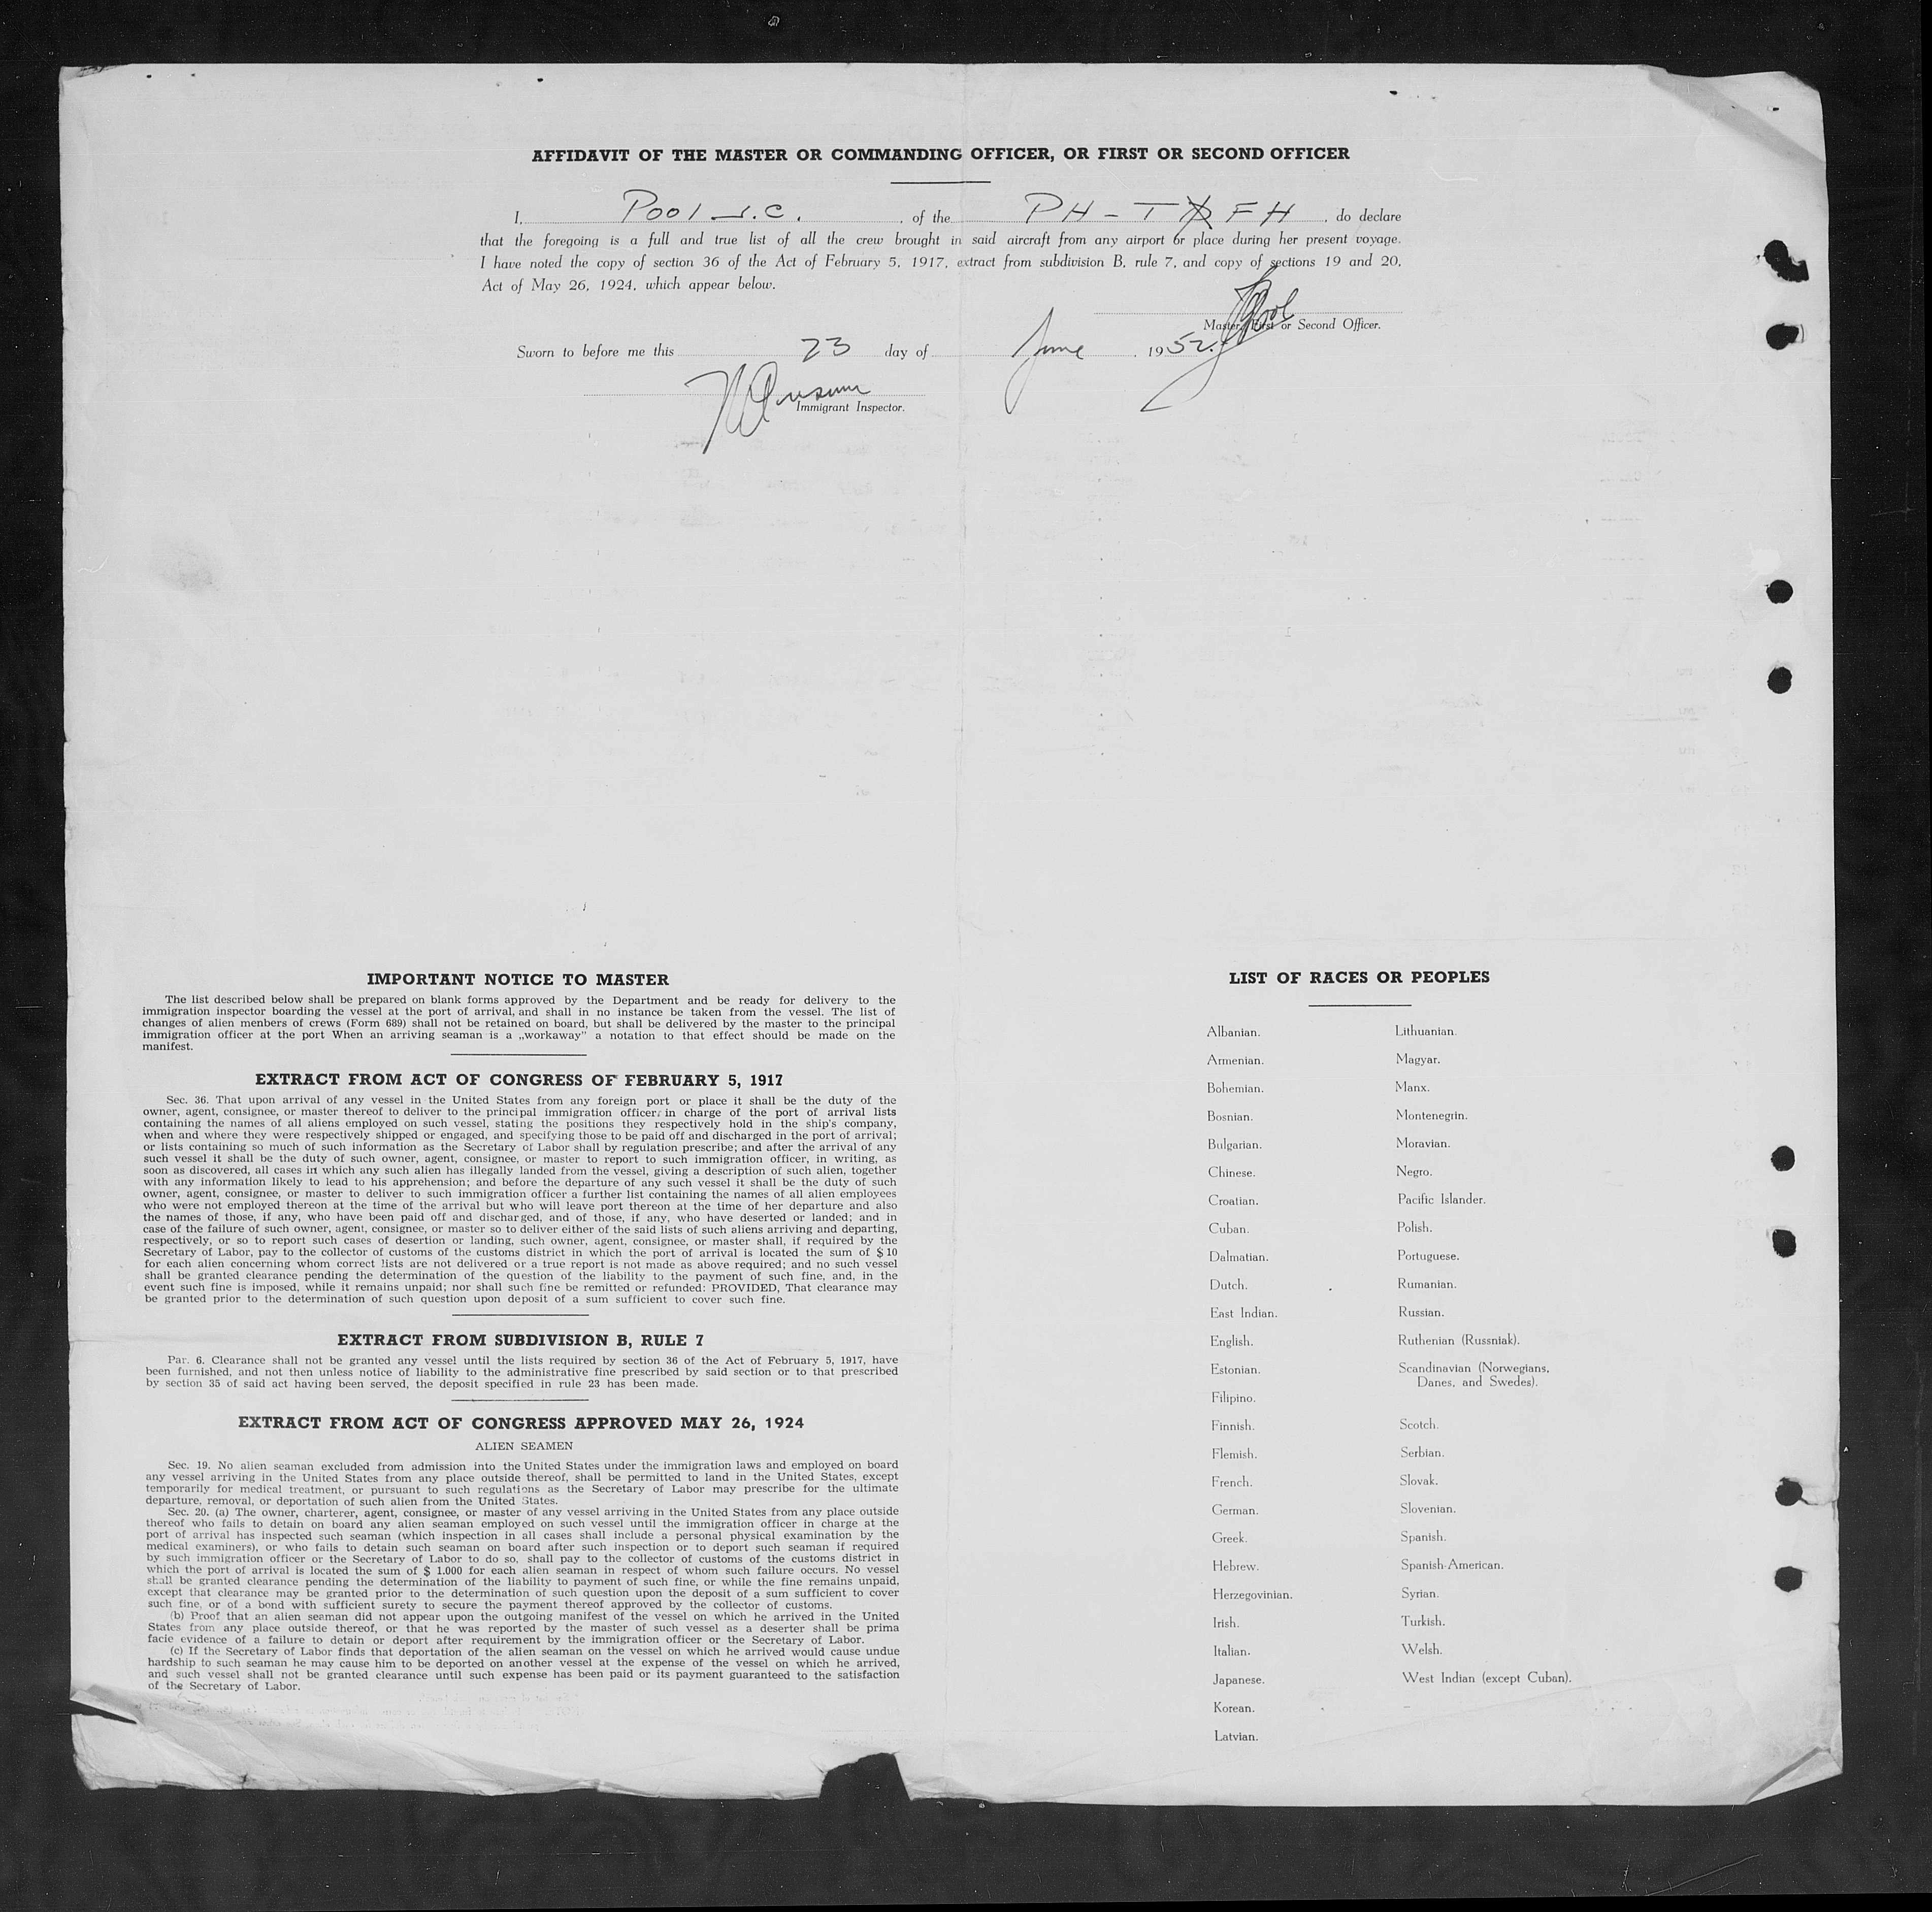 AFFIDAVIT OF THE MASTER OR COMMANDING OFFICER, OR FIRST OR SECOND OFFICER
I, Pool J.C. , of the PH - T FH , do declare
that the foregoing is a full and true list of all the crew brought in said aircraft from any airport or place during her present voyage.
I have noted the copy of section 36 of the Act of February 5, 1917, extract from subdivision B, rule 7, and copy of sections 19 and 20,
Act of May 26, 1924, which appear below.
Master, First or Second Officer.
Sworn to before me this 23 day of June , 1952.
Immigrant Inspector.
IMPORTANT NOTICE TO MASTER
The list described below shall be prepared on blank forms approved by the Department and be ready for delivery to the
immigration inspector boarding the vessel at the port of arrival, and shall in no instance be taken from the vessel. The list of
changes of alien menbers of crews (Form 689) shall not be retained on board, but shall be delivered by the master to the principal
immigration officer at the port When an arriving seaman is a „workaway” a notation to that effect should be made on the
manifest.
EXTRACT FROM ACT OF CONGRESS OF FEBRUARY 5, 1917
Sec. 36. That upon arrival of any vessel in the United States from any foreign port or place it shall be the duty of the
owner, agent, consignee, or master thereof to deliver to the principal immigration officer in charge of the port of arrival lists
containing the names of all aliens employed on such vessel, stating the positions they respectively hold in the ship's company,
when and where they were respectively shipped or engaged, and specifying those to be paid off and discharged in the port of arrival;
or lists containing so much of such information as the Secretary of Labor shall by regulation prescribe; and after the arrival of any
such vessel it shall be the duty of such owner, agent, consignee, or master to report to such immigration officer, in writing, as
soon as discovered, all cases in which any such alien has illegally landed from the vessel, giving a description of such alien, together
with any information likely to lead to his apprehension; and before the departure of any such vessel it shall be the duty of such
owner, agent, consignee, or master to deliver to such immigration officer a further list containing the names of all alien employees
who were not employed thereon at the time of the arrival but who will leave port thereon at the time of her departure and also
the names of those, if any, who have been paid off and discharged, and of those, if any, who have deserted or landed; and in
case of the failure of such owner, agent, consignee, or master so to deliver either of the said lists of such aliens arriving and departing,
respectively, or so to report such cases of desertion or landing, such owner, agent, consignee, or master shall, if required by the
Secretary of Labor, pay to the collector of customs of the customs district in which the port of arrival is located the sum of $ 10
for each alien concerning whom correct lists are not delivered or a true report is not made as above required; and no such vessel
shall be granted clearance pending the determination of the question of the liability to the payment of such fine, and, in the
event such fine is imposed, while it remains unpaid; nor shall such fine be remitted or refunded: PROVIDED, That clearance may
be granted prior to the determination of such question upon deposit of a sum sufficient to cover such fine.
EXTRACT FROM SUBDIVISION B, RULE 7
Par. 6. Clearance shall not be granted any vessel until the lists required by section 36 of the Act of February 5, 1917, have
been furnished, and not then unless notice of liability to the administrative fine prescribed by said section or to that prescribed
by section 35 of said act having been served, the deposit specified in rule 23 has been made.
EXTRACT FROM ACT OF CONGRESS APPROVED MAY 26, 1924
ALIEN SEAMEN
Sec. 19. No alien seaman excluded from admission into the United States under the immigration laws and employed on board
any vessel arriving in the United States from any place outside thereof, shall be permitted to land in the United States, except
temporarily for medical treatment, or pursuant to such regulations as the Secretary of Labor may prescribe for the ultimate
departure, removal, or deportation of such alien from the United States.
Sec. 20. (a) The owner, charterer, agent, consignee, or master of any vessel arriving in the United States from any place outside
thereof who fails to detain on board any alien seaman employed on such vessel until the immigration officer in charge at the
port of arrival has inspected such seaman (which inspection in all cases shall include a personal physical examination by the
medical examiners), or who fails to detain such seaman on board after such inspection or to deport such seaman if required
by such immigration officer or the Secretary of Labor to do so, shall pay to the collector of customs of the customs district in
which the port of arrival is located the sum of $ 1.000 for each alien seaman in respect of whom such failure occurs. No vessel
shall be granted clearance pending the determination of the liability to payment of such fine, or while the fine remains unpaid,
except that clearance may be granted prior to the determination of such question upon the deposit of a sum sufficient to cover
such fine, or of a bond with sufficient surety to secure the payment thereof approved by the collector of customs.
(b) Proof that an alien seaman did not appear upon the outgoing manifest of the vessel on which he arrived in the United
States from any place outside thereof, or that he was reported by the master of such vessel as a deserter shall be prima
facie evidence of a failure to detain or deport after requirement by the immigration officer or the Secretary of Labor.
(c) If the Secretary of Labor finds that deportation of the alien seaman on the vessel on which he arrived would cause undue
hardship to such seaman he may cause him to be deported on another vessel at the expense of the vessel on which he arrived,
and such vessel shall not be granted clearance until such expense has been paid or its payment guaranteed to the satisfaction
of the Secretary of Labor.
LIST OF RACES OR PEOPLES
Albanian.
Armenian.
Bohemian.
Bosnian.
Bulgarian.
Chinese.
Croatian.
Cuban.
Dalmatian.
Dutch.
East Indian.
English.
Estonian.
Filipino.
Finnish.
Flemish.
French.
German.
Greek.
Hebrew.
Herzegovinian.
Irish.
Italian.
Japanese.
Korean.
Latvian.
Lithuanian.
Magyar.
Manx.
Montenegrin.
Moravian.
Negro.
Pacific Islander.
Polish.
Portuguese.
Rumanian.
Russian.
Ruthenian (Russniak).
Scandinavian (Norwegians,
Danes, and Swedes).
Scotch.
Serbian.
Slovak.
Slovenian.
Spanish.
Spanish-American.
Syrian.
Turkish.
Welsh.
West Indian (except Cuban).